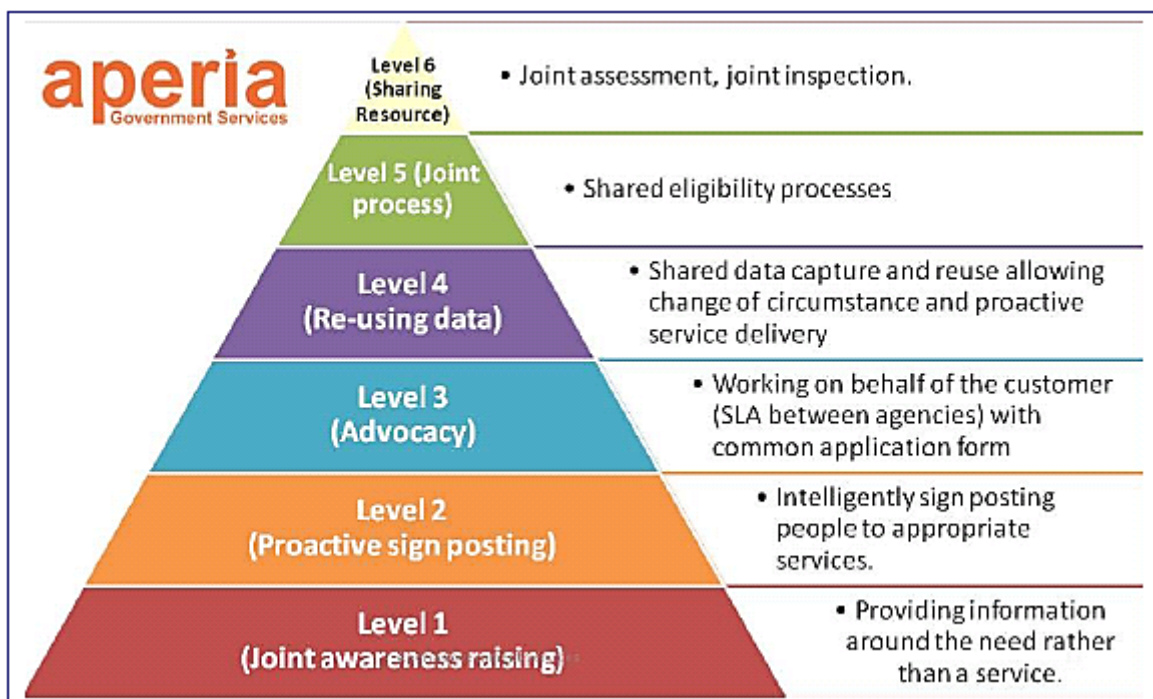 aperia
Government Services
Level 6
(Sharing
Resource)
• Joint assessment, joint inspection.
Level 5 (Joint
process)
• Shared eligibility processes
Level 4
(Re-using data)
• Shared data capture and reuse allowing
change of circumstance and proactive
service delivery
Level 3
(Advocacy)
• Working on behalf of the customer
(SLA between agencies) with
common application form
Level 2
(Proactive sign posting)
• Intelligently sign posting
people to appropriate
services.
Level 1
(Joint awareness raising)
• Providing information
around the need rather
than a service.